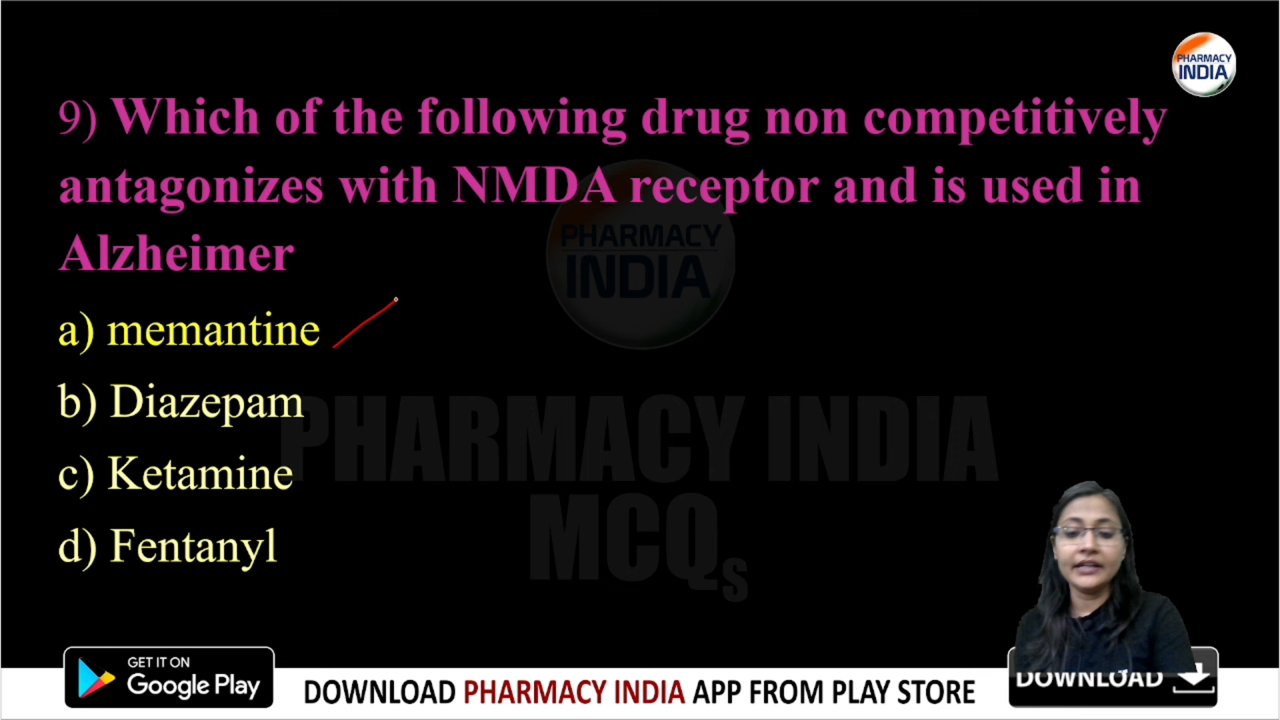 PHARMACY
INDIA
9) Which of the following drug non competitively
antagonizes with NMDA receptor and is used in
Alzheimer
PHARMACY
INDIA
a) memantine
b) Diazepam
c) Ketamine
d) Fentanyl
PHARMACY INDIA
MCQs
GET IT ON
Google Play
DOWNLOAD PHARMACY INDIA APP FROM PLAY STORE
DOWNLOAD